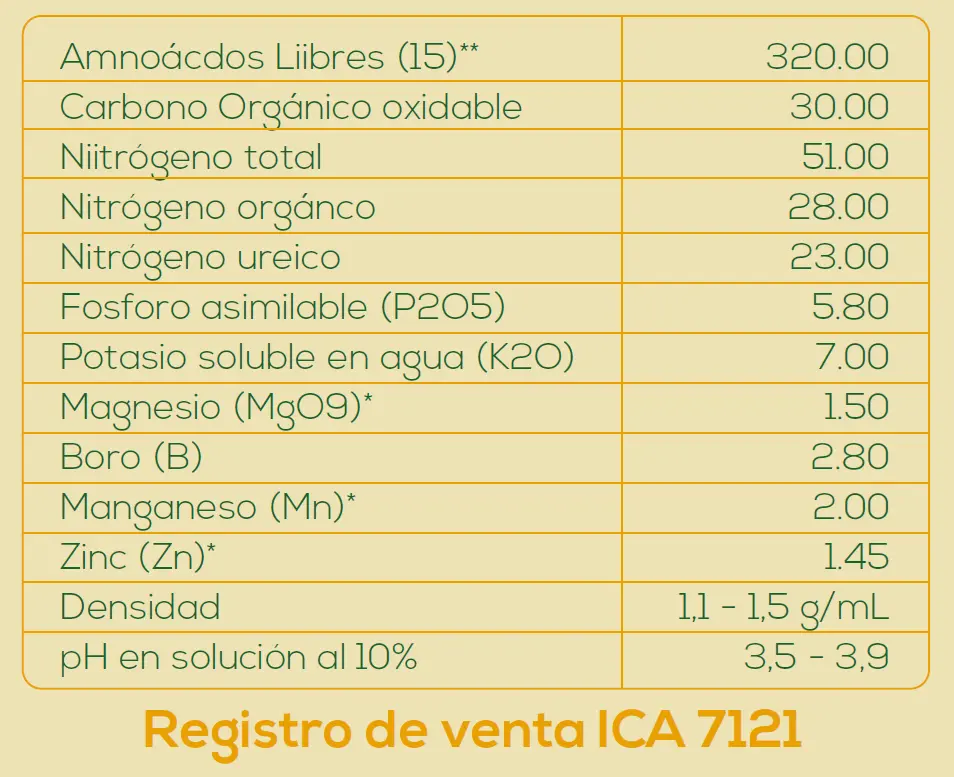 Amnoácdos Liibres (15)** 320.00
Carbono Orgánico oxidable 30.00
Niitrógeno total 51.00
Nitrógeno orgánco 28.00
Nitrógeno ureico 23.00
Fosforo asimilable (P2O5) 5.80
Potasio soluble en agua (K2O) 7.00
Magnesio (MgO9)* 1.50
Boro (B) 2.80
Manganeso (Mn)* 2.00
Zinc (Zn)* 1.45
Densidad 1,1 - 1,5 g/mL
pH en solución al 10% 3,5 - 3,9
Registro de venta ICA 7121